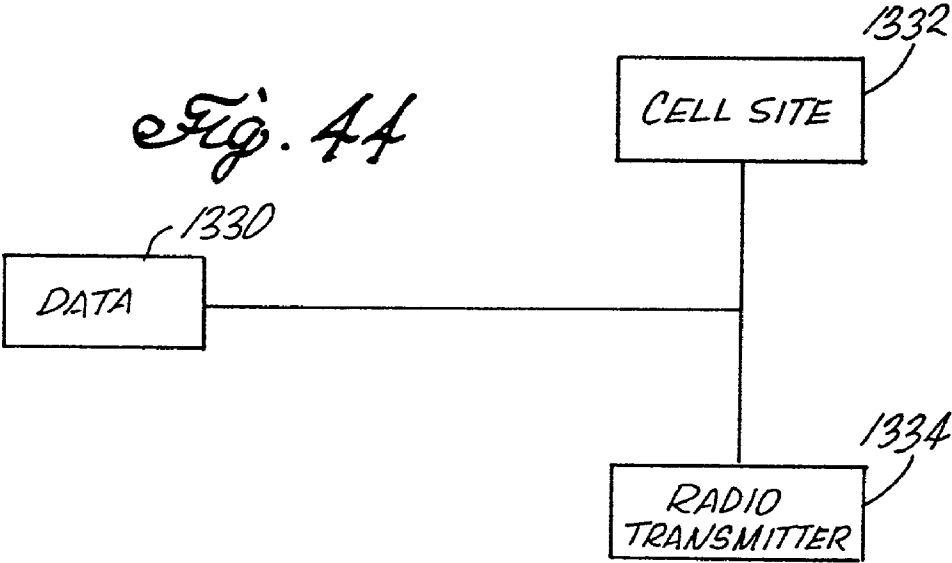 1332
CELL SITE
Fig. 44
1330
DATA
1334
RADIO
TRANSMITTER